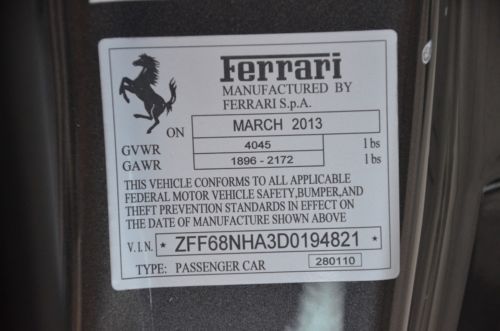 Ferrari
MANUFACTURED BY
FERRARI S.p.A.
ON MARCH 2013
GVWR 4045 lbs
GAWR 1896 - 2172 lbs
THIS VEHICLE CONFORMS TO ALL APPLICABLE
FEDERAL MOTOR VEHICLE SAFETY, BUMPER, AND
THEFT PREVENTION STANDARDS IN EFFECT ON
THE DATE OF MANUFACTURE SHOWN ABOVE
V.I.N. * ZFF68NHA3D0194821 *
TYPE: PASSENGER CAR 280110